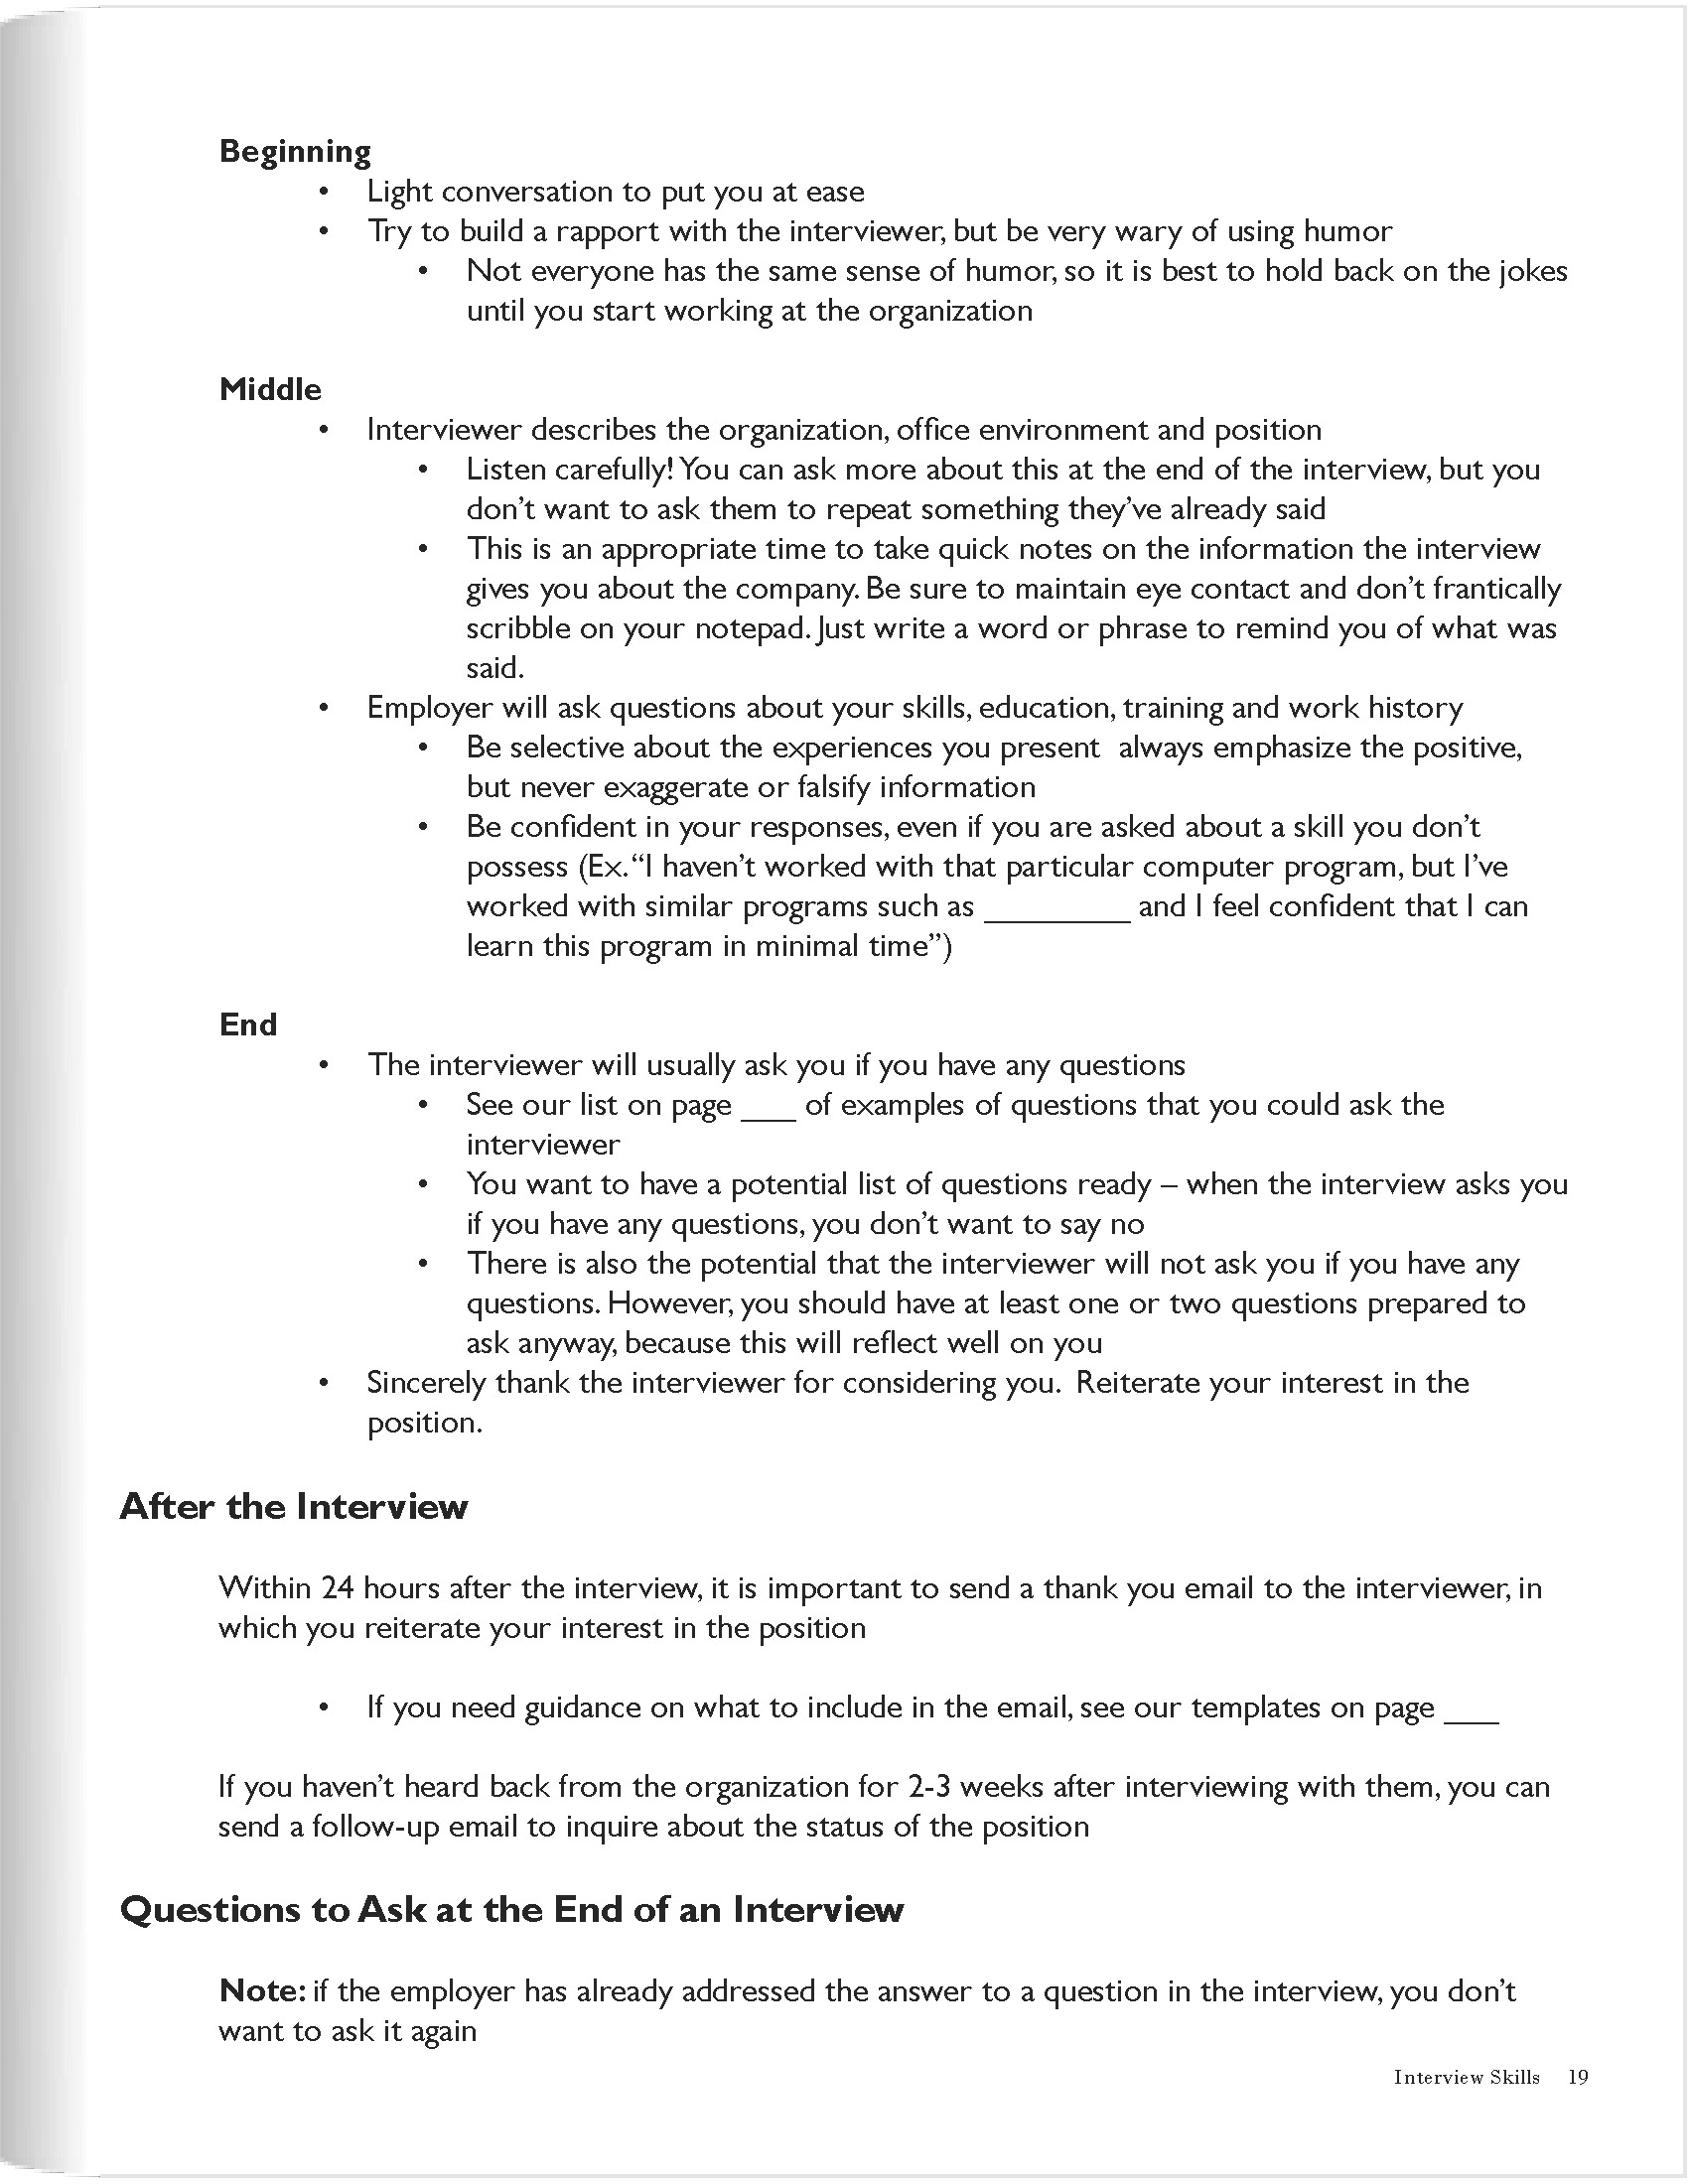 Beginning
• Light conversation to put you at ease
• Try to build a rapport with the interviewer, but be very wary of using humor
• Not everyone has the same sense of humor, so it is best to hold back on the jokes
until you start working at the organization
Middle
• Interviewer describes the organization, office environment and position
• Listen carefully! You can ask more about this at the end of the interview, but you
don’t want to ask them to repeat something they’ve already said
• This is an appropriate time to take quick notes on the information the interview
gives you about the company. Be sure to maintain eye contact and don’t frantically
scribble on your notepad. Just write a word or phrase to remind you of what was
said.
• Employer will ask questions about your skills, education, training and work history
• Be selective about the experiences you present  always emphasize the positive,
but never exaggerate or falsify information
• Be confident in your responses, even if you are asked about a skill you don’t
possess (Ex. “I haven’t worked with that particular computer program, but I’ve
worked with similar programs such as ________ and I feel confident that I can
learn this program in minimal time”)
End
• The interviewer will usually ask you if you have any questions
• See our list on page ___ of examples of questions that you could ask the
interviewer
• You want to have a potential list of questions ready – when the interview asks you
if you have any questions, you don’t want to say no
• There is also the potential that the interviewer will not ask you if you have any
questions. However, you should have at least one or two questions prepared to
ask anyway, because this will reflect well on you
• Sincerely thank the interviewer for considering you.  Reiterate your interest in the
position.
After the Interview
Within 24 hours after the interview, it is important to send a thank you email to the interviewer, in
which you reiterate your interest in the position
• If you need guidance on what to include in the email, see our templates on page ___
If you haven’t heard back from the organization for 2-3 weeks after interviewing with them, you can
send a follow-up email to inquire about the status of the position
Questions to Ask at the End of an Interview
Note: if the employer has already addressed the answer to a question in the interview, you don’t
want to ask it again
Interview Skills 19